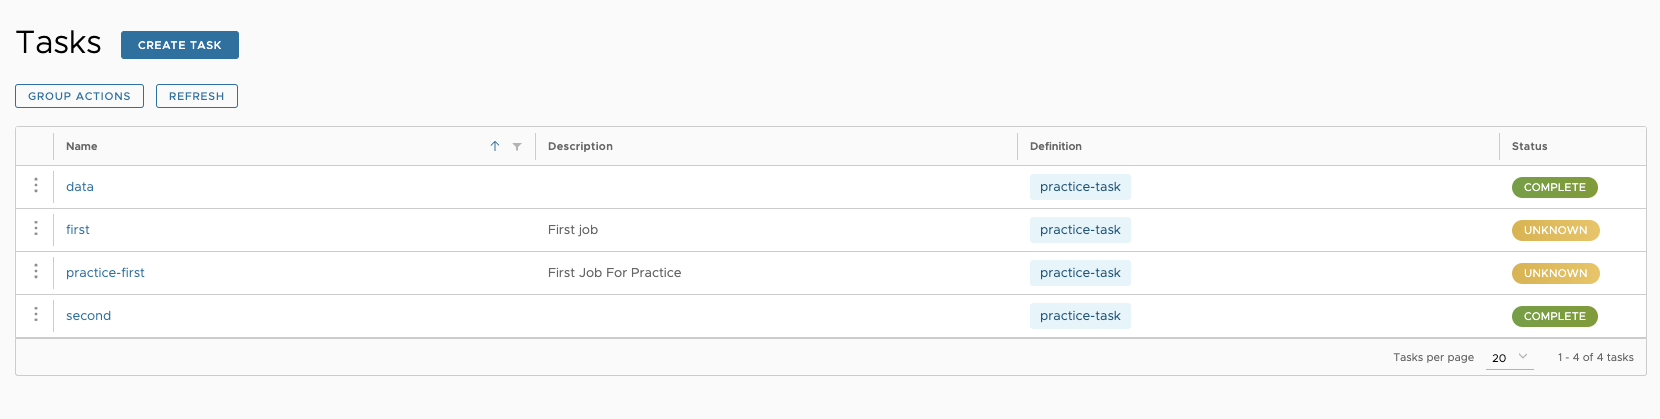 Tasks CREATE TASK
GROUP ACTIONS REFRESH
Name Description Definition Status
data practice-task COMPLETE
first First job practice-task UNKNOWN
practice-first First Job For Practice practice-task UNKNOWN
second practice-task COMPLETE
Tasks per page 20 1 - 4 of 4 tasks